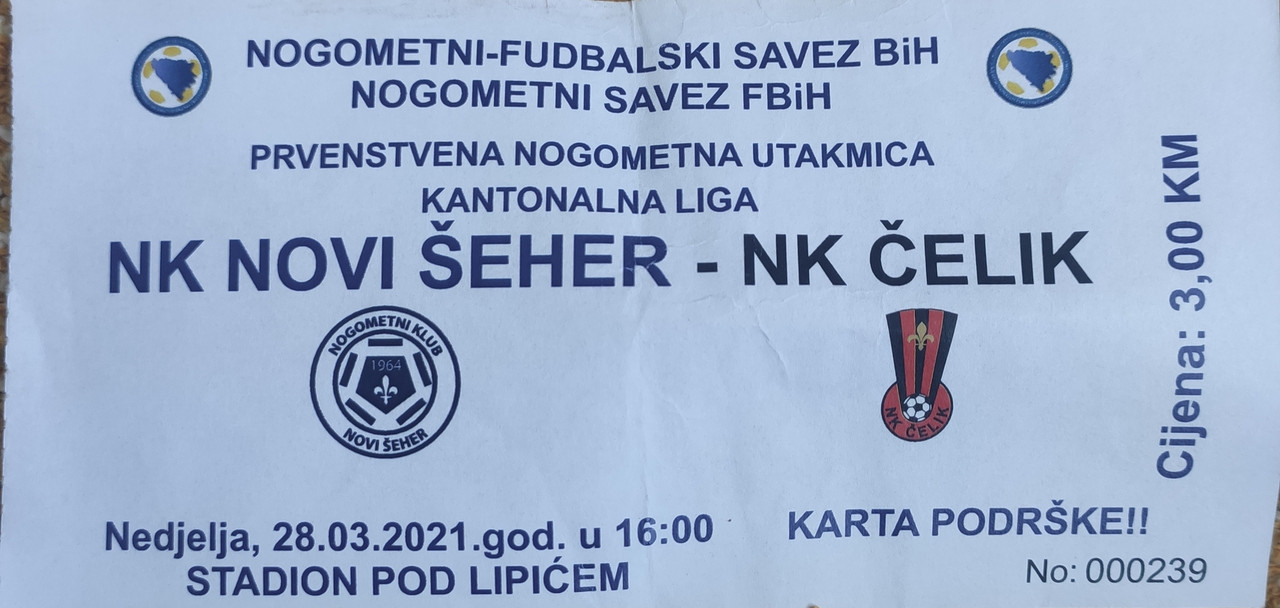 NOGOMETNI-FUDBALSKI SAVEZ BiH
NOGOMETNI SAVEZ FBiH
PRVENSTVENA NOGOMETNA UTAKMICA
KANTONALNA LIGA
NK NOVI ŠEHER - NK ČELIK
NOGOMETNI KLUB
1964
NOVI ŠEHER
NK ČELIK
Cijena: 3,00 KM
Nedjelja, 28.03.2021.god. u 16:00
STADION POD LIPIĆEM
KARTA PODRŠKE!!
No: 000239